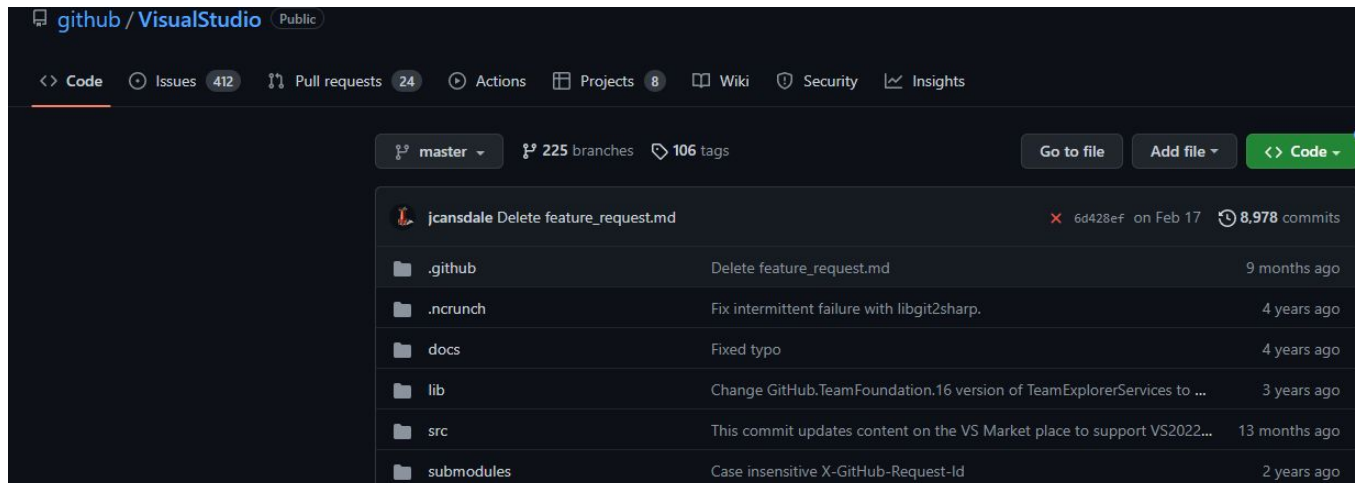 github / VisualStudio Public
<> Code Issues 412 Pull requests 24 Actions Projects 8 Wiki Security Insights
master 225 branches 106 tags Go to file Add file <> Code
jcansdale Delete feature_request.md 6d428ef on Feb 17 8,978 commits
.github Delete feature_request.md 9 months ago
.ncrunch Fix intermittent failure with libgit2sharp. 4 years ago
docs Fixed typo 4 years ago
lib Change GitHub.TeamFoundation.16 version of TeamExplorerServices to ... 3 years ago
src This commit updates content on the VS Market place to support VS2022... 13 months ago
submodules Case insensitive X-GitHub-Request-Id 2 years ago